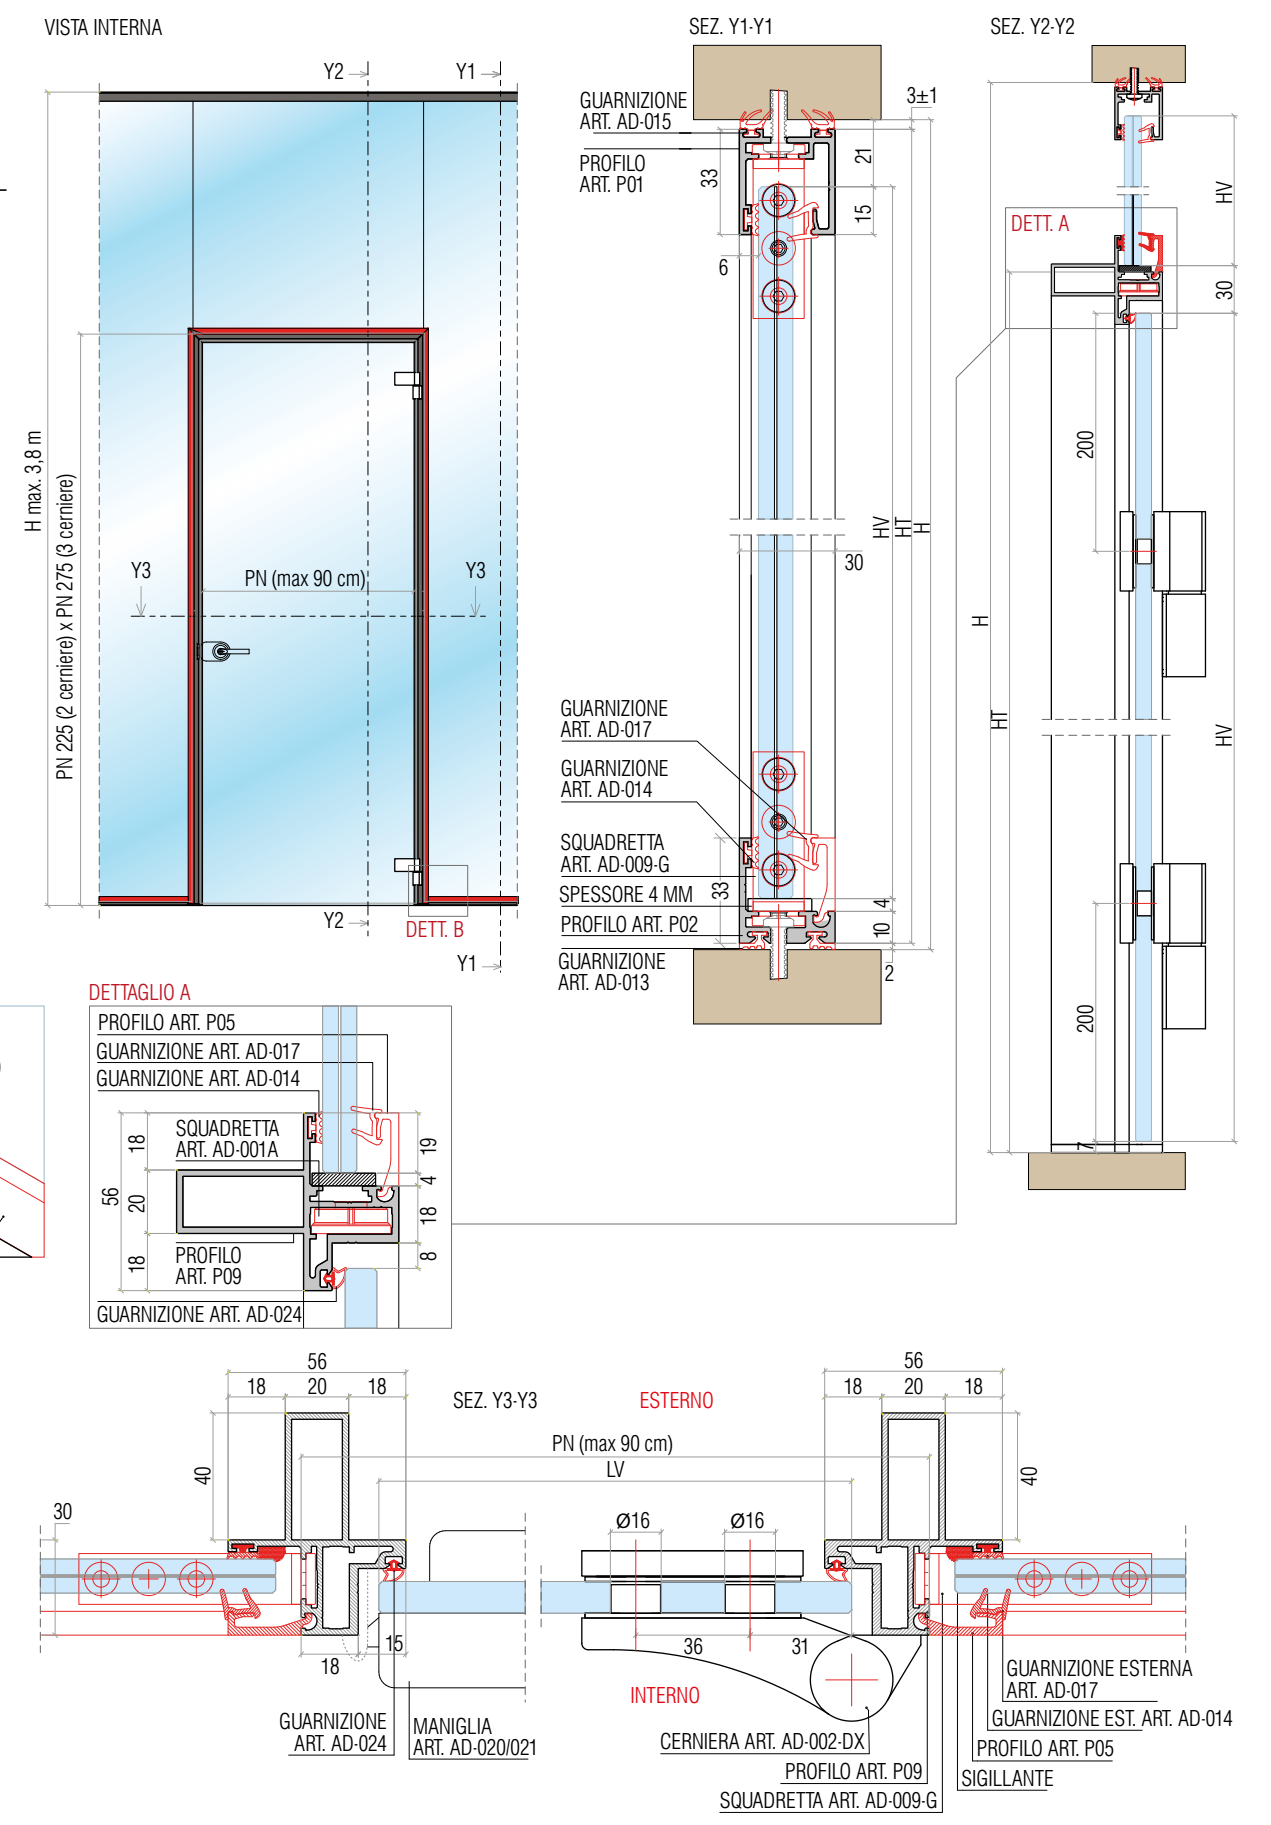 VISTA INTERNA
Y2
Y1
H max. 3,8 m
PN 225 (2 cerniere) x PN 275 (3 cerniere)
Y3
PN (max 90 cm)
Y3
Y2
DETT. B
Y1
SEZ. Y1-Y1
GUARNIZIONE
ART. AD-015
PROFILO
ART. P01
3±1
21
33
15
6
HV
HT
H
30
GUARNIZIONE
ART. AD-017
GUARNIZIONE
ART. AD-014
SQUADRETTA
ART. AD-009-G
SPESSORE 4 MM
PROFILO ART. P02
GUARNIZIONE
ART. AD-013
33
4
10
2
SEZ. Y2-Y2
DETT. A
HV
30
200
H
HT
HV
200
7
DETTAGLIO A
PROFILO ART. P05
GUARNIZIONE ART. AD-017
GUARNIZIONE ART. AD-014
SQUADRETTA
ART. AD-001A
18
56
20
18
19
4
18
8
PROFILO
ART. P09
GUARNIZIONE ART. AD-024
56
18
20
18
SEZ. Y3-Y3
ESTERNO
56
18
20
18
PN (max 90 cm)
LV
40
40
30
Ø16
Ø16
15
18
36
31
INTERNO
GUARNIZIONE
ART. AD-024
MANIGLIA
ART. AD-020/021
CERNIERA ART. AD-002-DX
PROFILO ART. P09
SQUADRETTA ART. AD-009-G
GUARNIZIONE ESTERNA
ART. AD-017
GUARNIZIONE EST. ART. AD-014
PROFILO ART. P05
SIGILLANTE